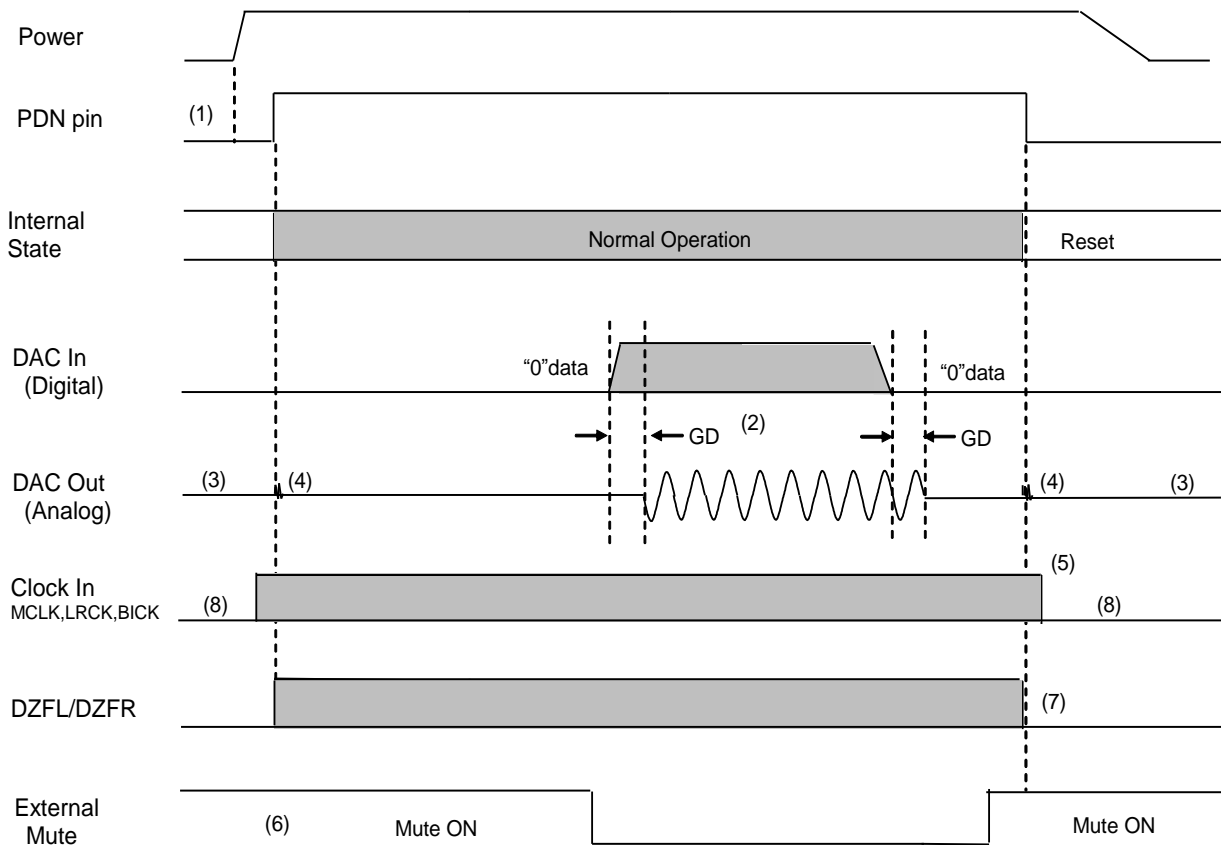 Power
PDN pin
(1)
Internal
State
Normal Operation
Reset
DAC In
(Digital)
“0”data
“0”data
GD
(2)
GD
DAC Out
(Analog)
(3)
(4)
(4)
(3)
Clock In
MCLK,LRCK,BICK
(8)
(5)
(8)
DZFL/DZFR
(7)
External
Mute
(6)
Mute ON
Mute ON